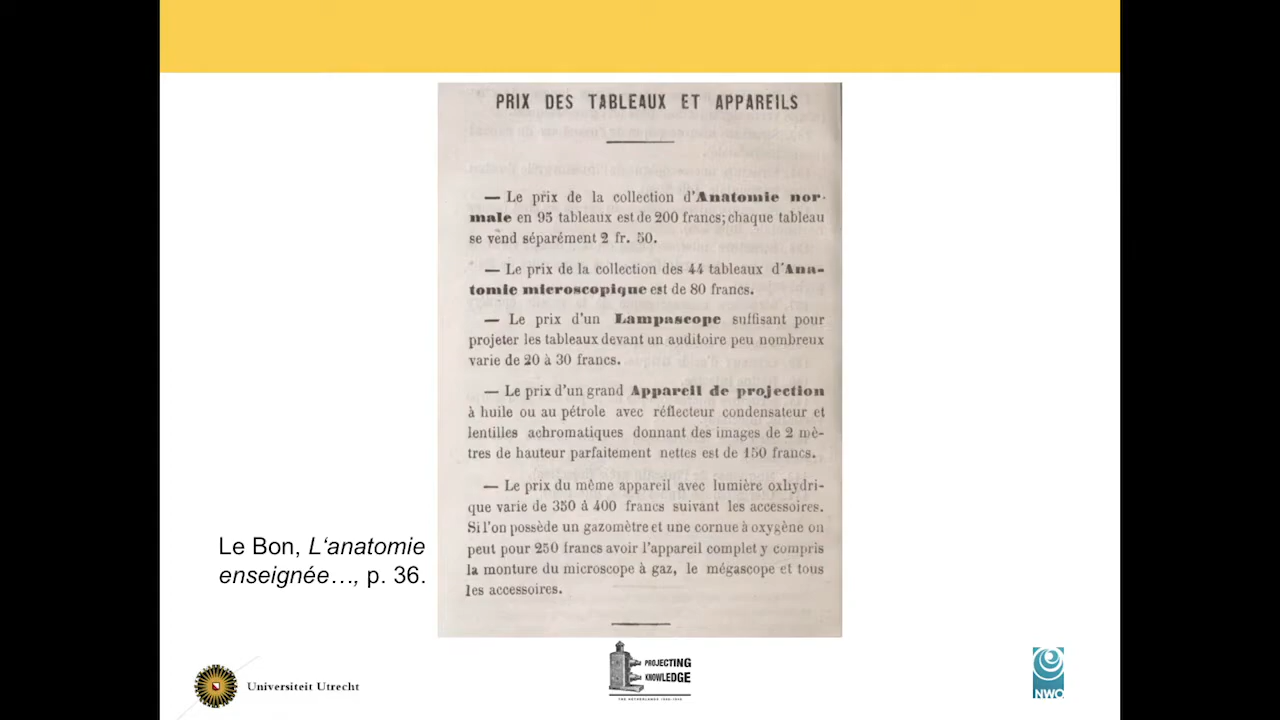 PRIX DES TABLEAUX ET APPAREILS
— Le prix de la collection d'Anatomie nor-
male en 95 tableaux est de 200 francs; chaque tableau
se vend séparément 2 fr. 50.
— Le prix de la collection des 44 tableaux d'Ana-
tomie microscopique est de 80 francs.
— Le prix d'un Lampascope suffisant pour
projeter les tableaux devant un auditoire peu nombreux
varie de 20 à 30 francs.
— Le prix d'un grand Appareil de projection
à huile ou au pétrole avec réflecteur condensateur et
lentilles achromatiques donnant des images de 2 mè-
tres de hauteur parfaitement nettes est de 150 francs.
— Le prix du même appareil avec lumière oxhydri-
que varie de 350 à 400 francs suivant les accessoires.
Si l'on possède un gazomètre et une cornue à oxygène on
peut pour 250 francs avoir l'appareil complet y compris
la monture du microscope à gaz, le mégascope et tous
les accessoires.
Le Bon, L'anatomie
enseignée…, p. 36.
Universiteit Utrecht
PROJECTING
KNOWLEDGE
NWO